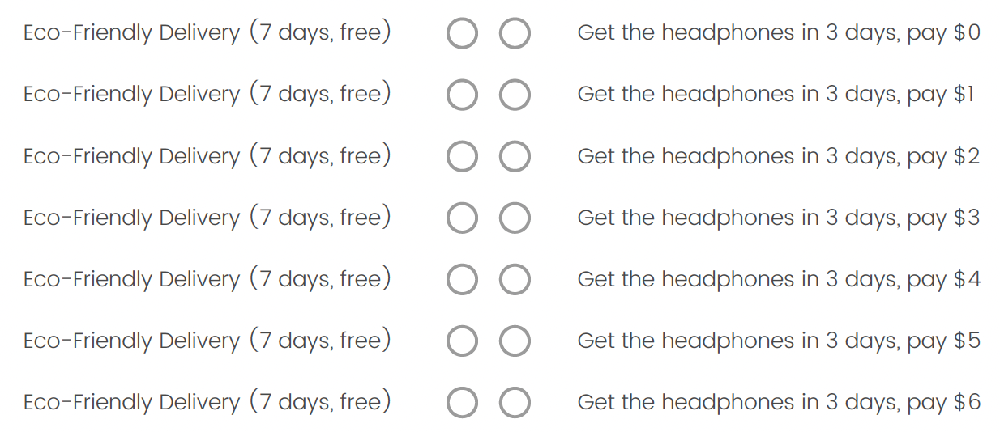 Eco-Friendly Delivery (7 days, free) Get the headphones in 3 days, pay $0
Eco-Friendly Delivery (7 days, free) Get the headphones in 3 days, pay $1
Eco-Friendly Delivery (7 days, free) Get the headphones in 3 days, pay $2
Eco-Friendly Delivery (7 days, free) Get the headphones in 3 days, pay $3
Eco-Friendly Delivery (7 days, free) Get the headphones in 3 days, pay $4
Eco-Friendly Delivery (7 days, free) Get the headphones in 3 days, pay $5
Eco-Friendly Delivery (7 days, free) Get the headphones in 3 days, pay $6